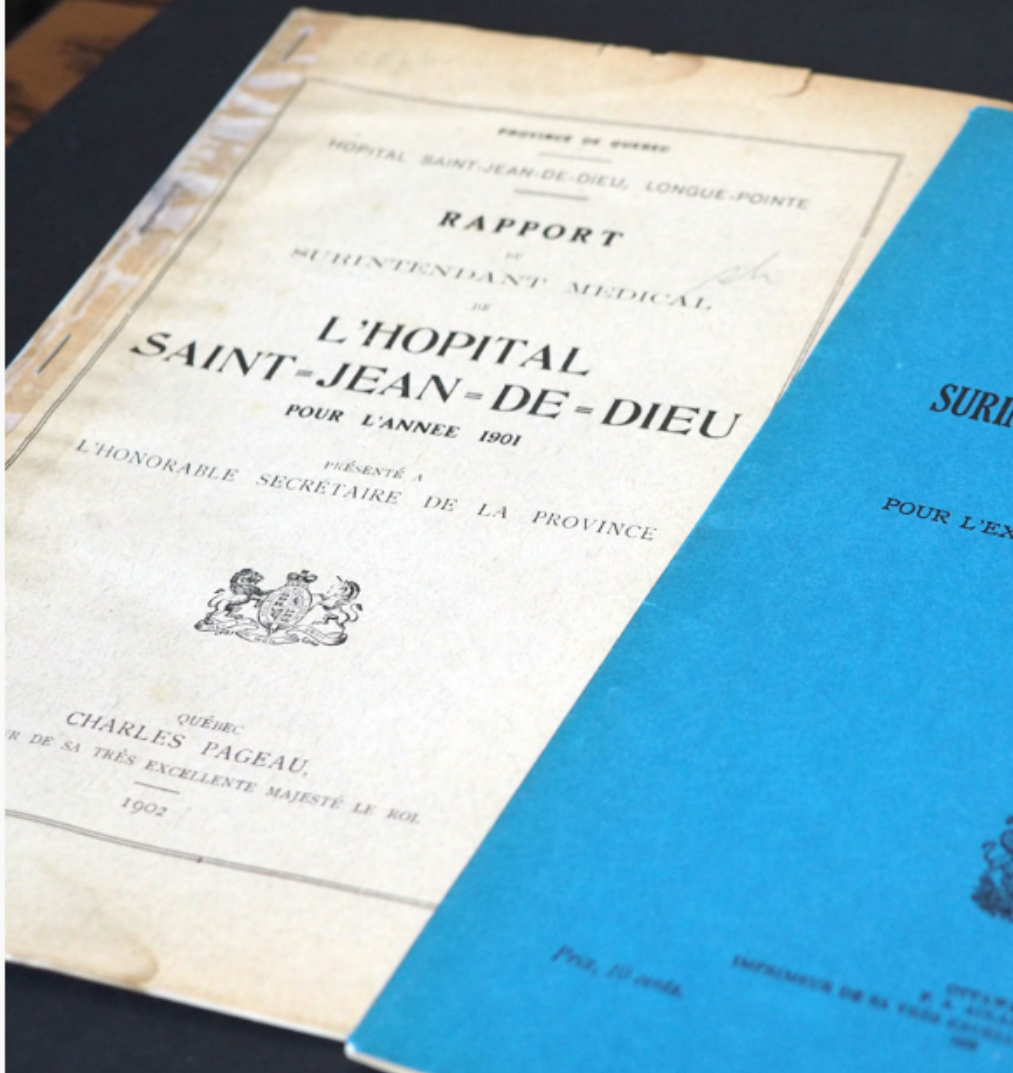 PROVINCE DE QUEBEC
HOPITAL SAINT-JEAN-DE-DIEU, LONGUE-POINTE
RAPPORT
DU
SURINTENDANT MEDICAL
DE
L'HOPITAL
SAINT=JEAN=DE=DIEU
POUR L'ANNEE 1901
PRÉSENTÉ A
L'HONORABLE SECRÉTAIRE DE LA PROVINCE
QUÉBEC
CHARLES PAGEAU,
R DE SA TRÈS EXCELLENTE MAJESTÉ LE ROI.
1902
SURI
POUR L'EX
Prix, 10 cents.
OTTAWA
IMPRIMEUR DE SA TRÈS EXCELL